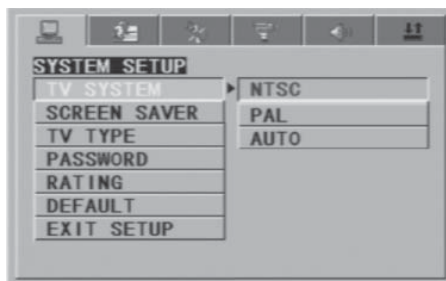 SYSTEM SETUP
TV SYSTEM
SCREEN SAVER
TV TYPE
PASSWORD
RATING
DEFAULT
EXIT SETUP
NTSC
PAL
AUTO